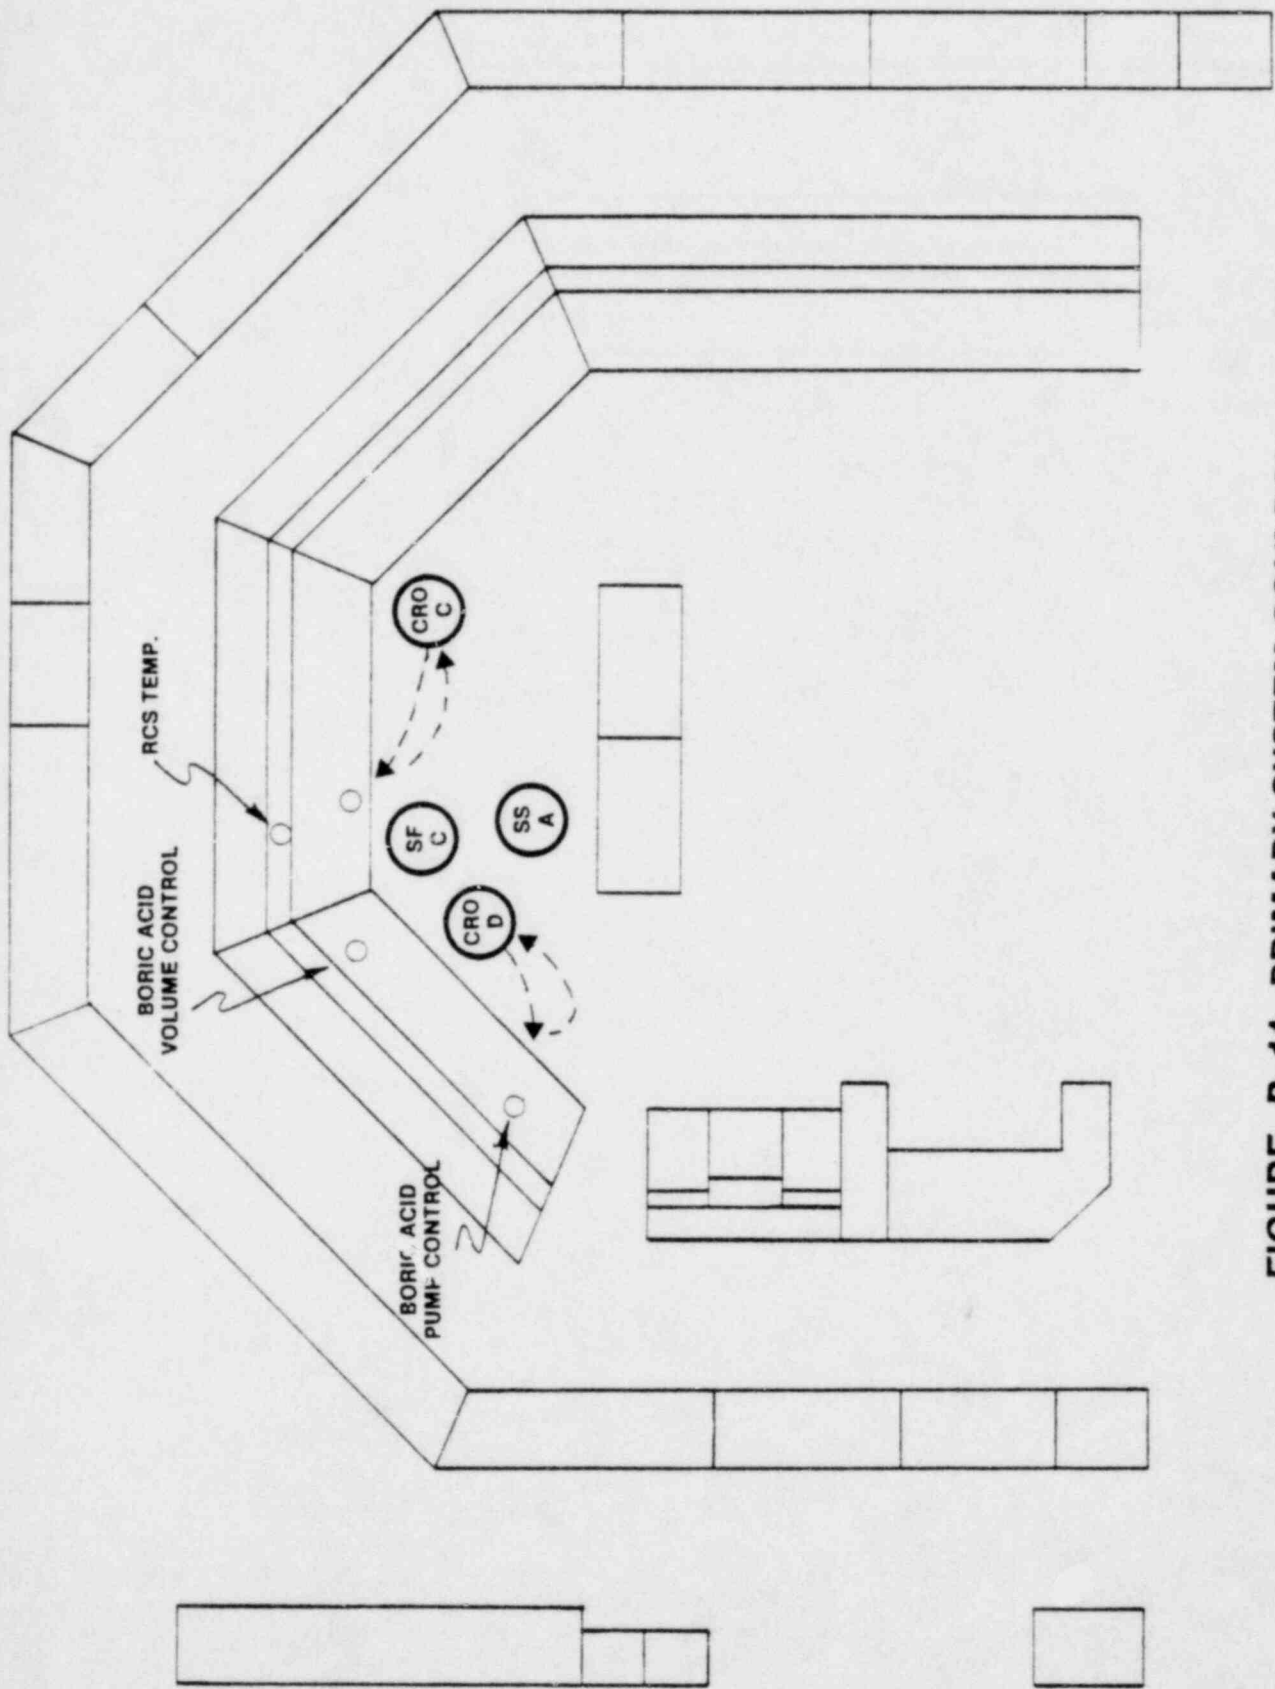 RCS TEMP.
BORIC ACID
VOLUME CONTROL
BORIC ACID
PUMP CONTROL
CRO
C
SF
C
SS
A
CRO
D